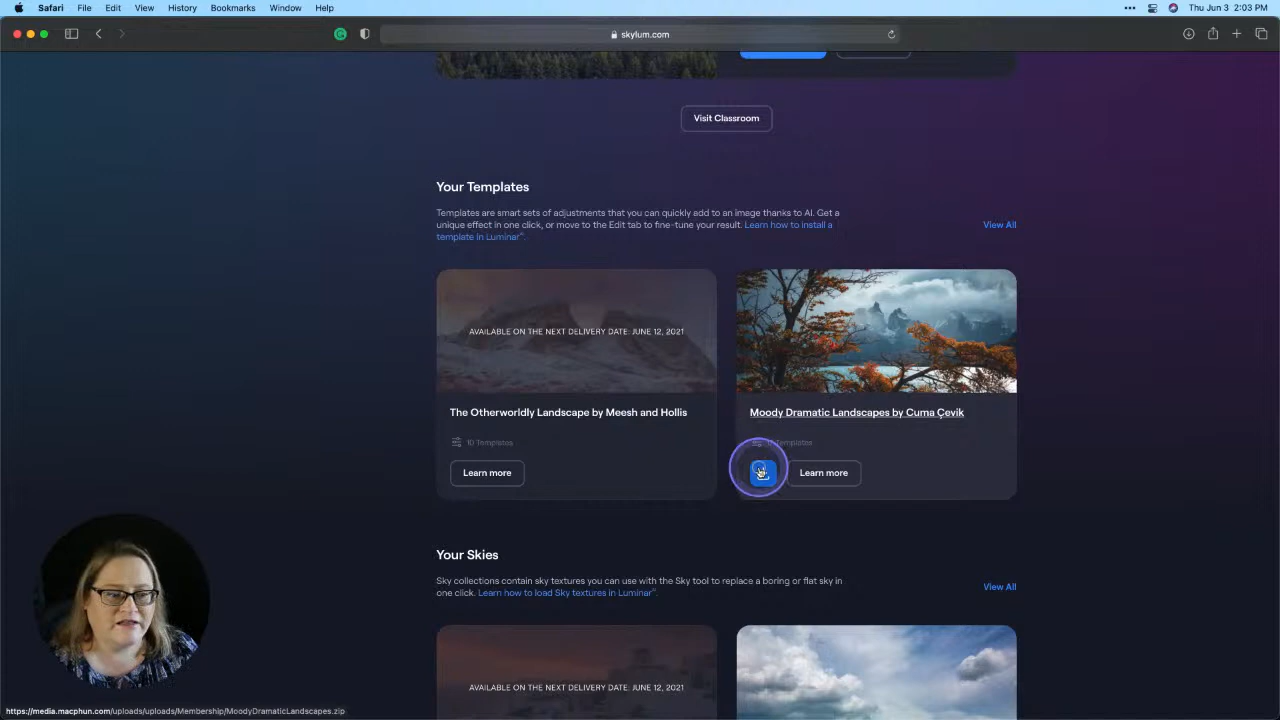 Safari File Edit View History Bookmarks Window Help Thu Jun 3 2:03 PM
skylum.com
Visit Classroom
Your Templates
Templates are smart sets of adjustments that you can quickly add to an image thanks to AI. Get a
unique effect in one click, or move to the Edit tab to fine-tune your result. Learn how to install a
template in Luminar".
View All
AVAILABLE ON THE NEXT DELIVERY DATE: JUNE 12, 2021
The Otherworldly Landscape by Meesh and Hollis
10 Templates
Learn more
Moody Dramatic Landscapes by Cuma Çevik
Templates
Learn more
Your Skies
Sky collections contain sky textures you can use with the Sky tool to replace a boring or flat sky in
one click. Learn how to load Sky textures in Luminar".
View All
AVAILABLE ON THE NEXT DELIVERY DATE: JUNE 12, 2021
https://media.macphun.com/uploads/uploads/Membership/MoodyDramaticLandscapes.zip